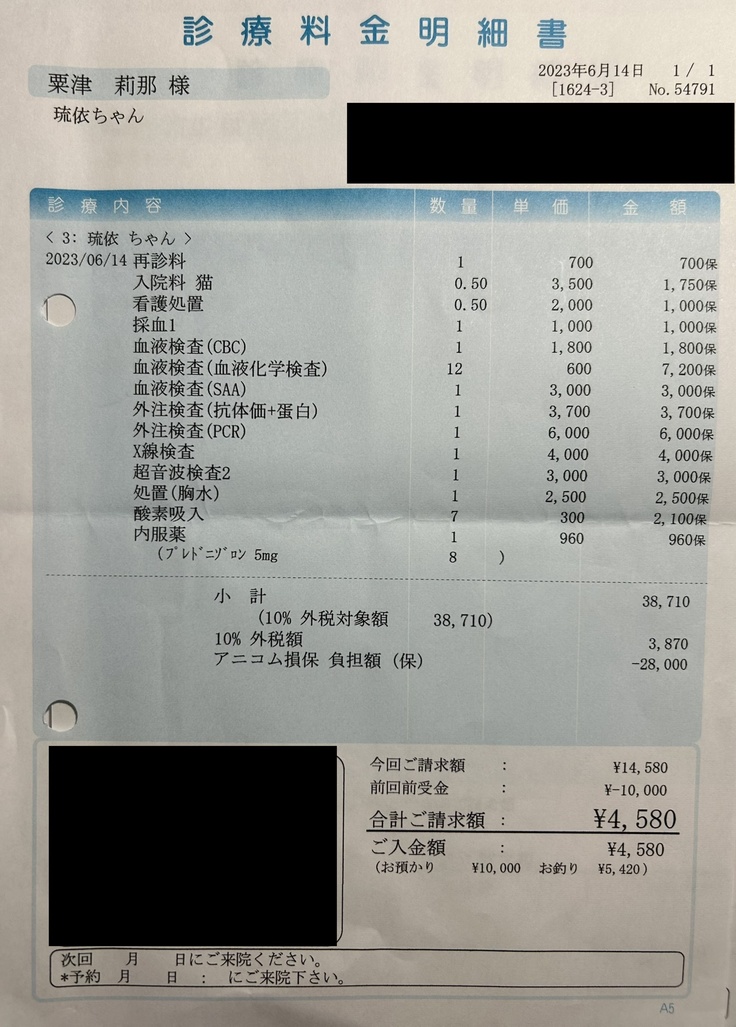 診療料金明細書
2023年6月14日 1/ 1
粟津 莉那 様
[1624-3] No.54791
琉依ちゃん
診療内容 数量 単価 金額
< 3: 琉依 ちゃん >
2023/06/14 再診料 1 700 700保
入院料 猫 0.50 3,500 1,750保
看護処置 0.50 2,000 1,000保
採血1 1 1,000 1,000保
血液検査(CBC) 1 1,800 1,800保
血液検査(血液化学検査) 12 600 7,200保
血液検査(SAA) 1 3,000 3,000保
外注検査(抗体価+蛋白) 1 3,700 3,700保
外注検査(PCR) 1 6,000 6,000保
X線検査 1 4,000 4,000保
超音波検査2 1 3,000 3,000保
処置(胸水) 1 2,500 2,500保
酸素吸入 7 300 2,100保
内服薬 1 960 960保
(ﾌﾟﾚﾄﾞﾆｿﾞﾛﾝ 5mg 8 )
小 計 38,710
(10% 外税対象額 38,710)
10% 外税額 3,870
アニコム損保 負担額 (保) -28,000
今回ご請求額 : ¥14,580
前回前受金 : ¥-10,000
合計ご請求額 : ¥4,580
ご入金額 : ¥4,580
(お預かり ¥10,000 お釣り ¥5,420)
次回 月 日にご来院ください。
*予約 月 日 : にご来院下さい。
A5